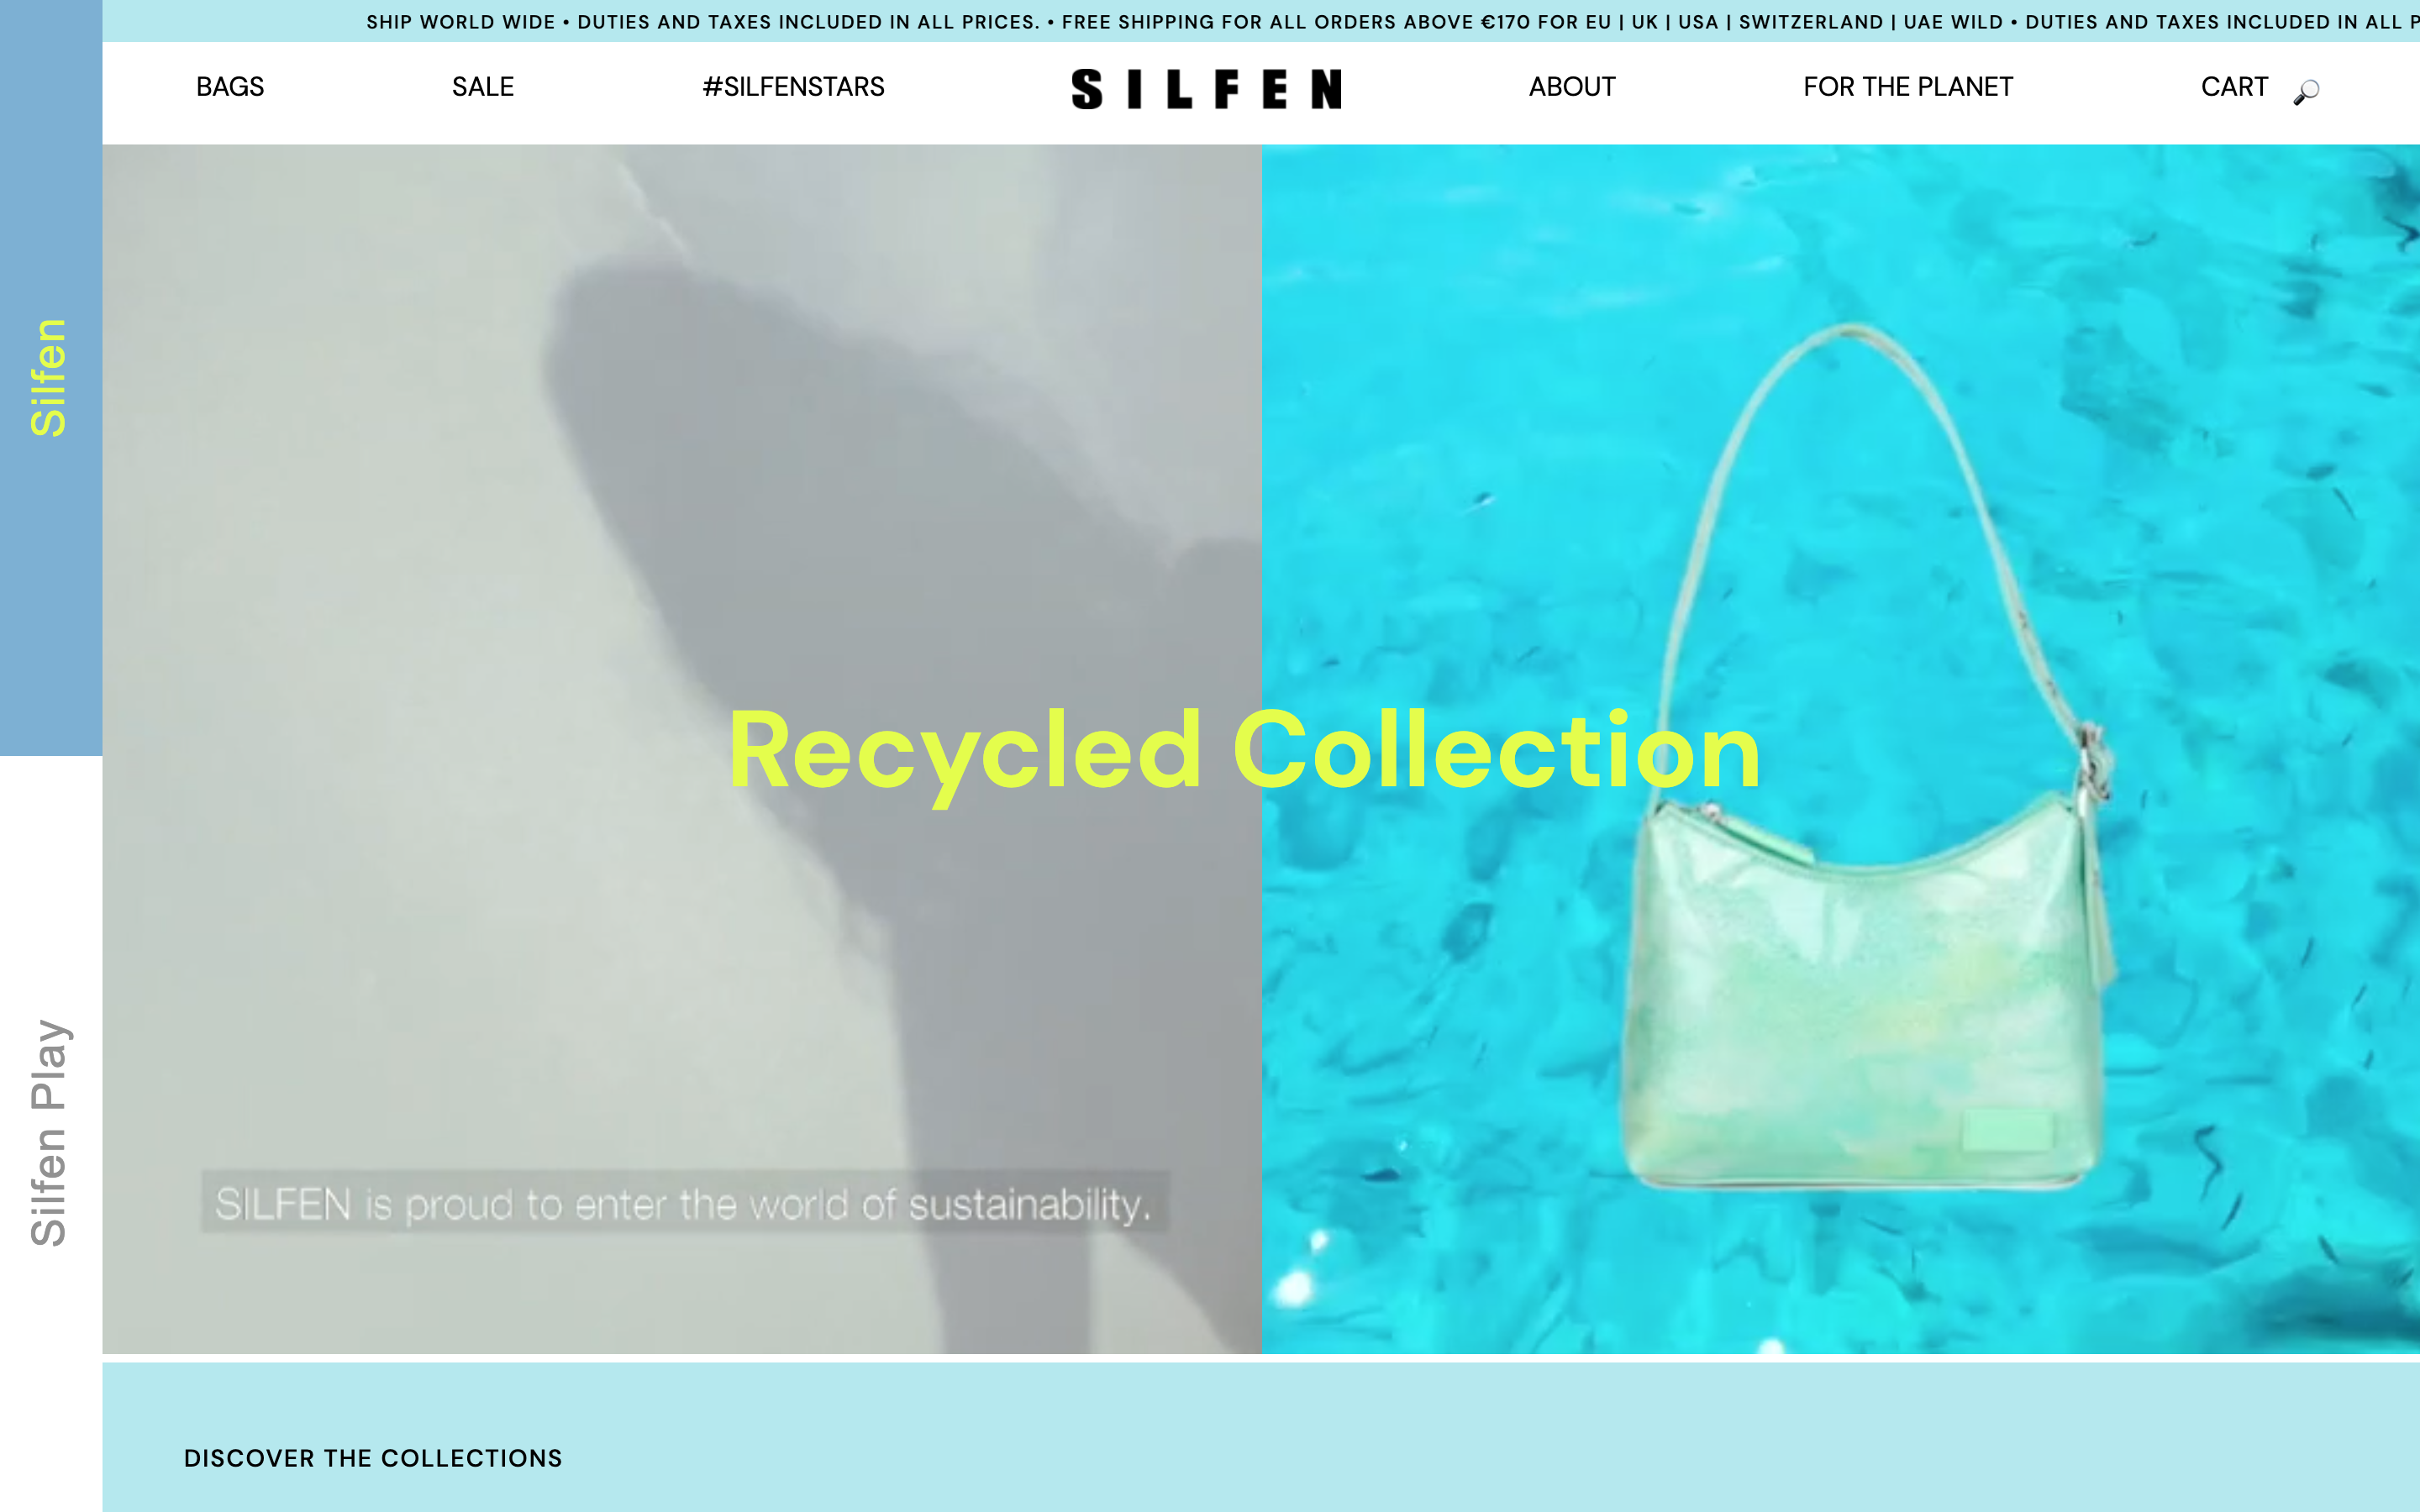 SHIP WORLD WIDE • DUTIES AND TAXES INCLUDED IN ALL PRICES. • FREE SHIPPING FOR ALL ORDERS ABOVE €170 FOR EU | UK | USA | SWITZERLAND | UAE WILD • DUTIES AND TAXES INCLUDED IN ALL
BAGS SALE #SILFENSTARS SILFEN ABOUT FOR THE PLANET CART
Silfen
Recycled Collection
Silfen Play
SILFEN is proud to enter the world of sustainability.
DISCOVER THE COLLECTIONS